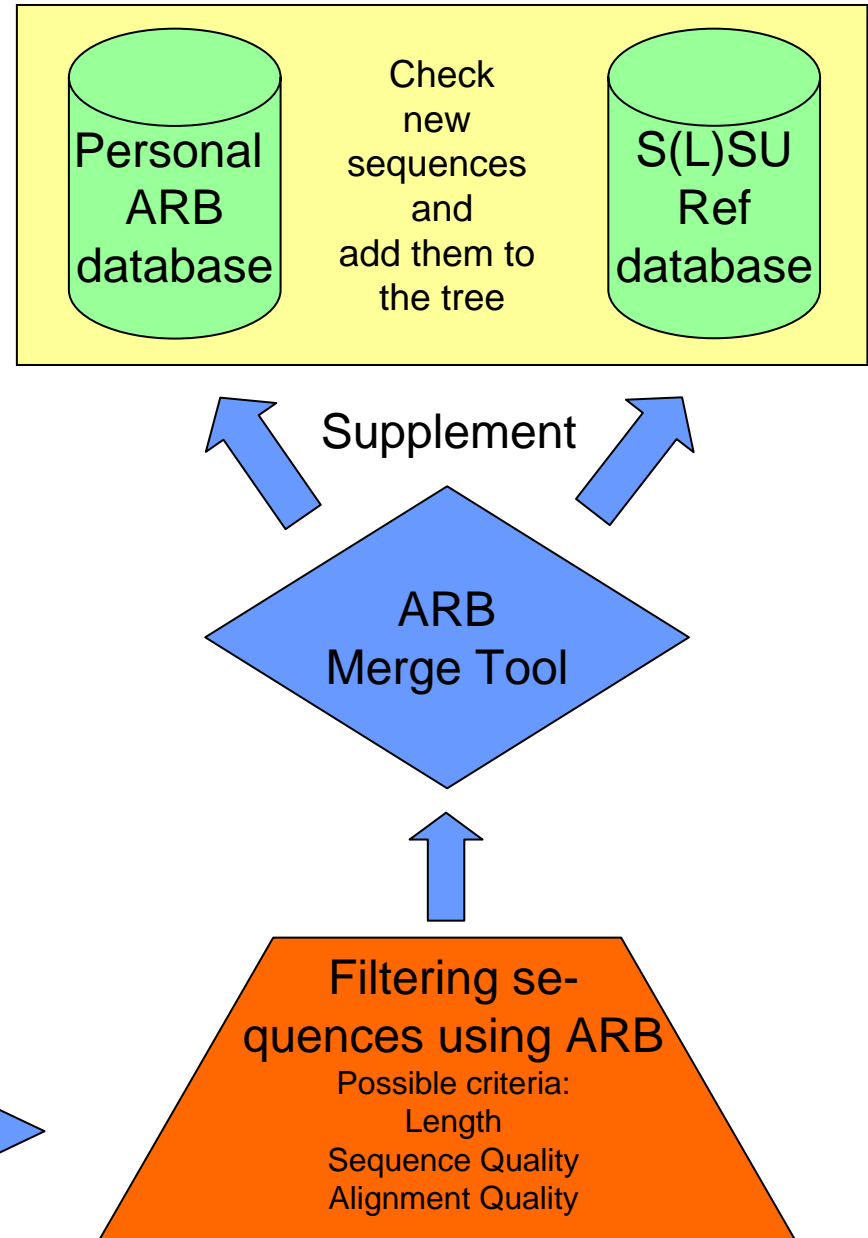 Personal
ARB
database
Check
new
sequences
and
add them to
the tree
S(L)SU
Ref
database
Supplement
ARB
Merge Tool
Filtering se-
quences using ARB
Possible criteria:
Length
Sequence Quality
Alignment Quality